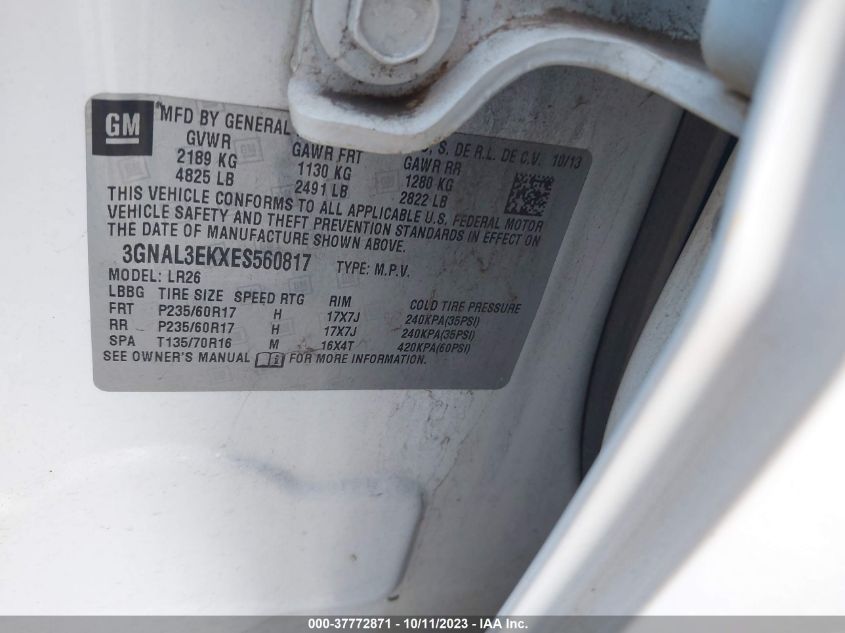 GM
MFD BY GENERAL S. DE R.L. DE C.V. 10/13
GVWR GAWR FRT GAWR RR
2189 KG 1130 KG 1280 KG
4825 LB 2491 LB 2822 LB
THIS VEHICLE CONFORMS TO ALL APPLICABLE U.S. FEDERAL MOTOR
VEHICLE SAFETY AND THEFT PREVENTION STANDARDS IN EFFECT ON
THE DATE OF MANUFACTURE SHOWN ABOVE.
3GNAL3EKXES560817 TYPE: M.P.V.
MODEL: LR26
LBBG TIRE SIZE SPEED RTG RIM COLD TIRE PRESSURE
FRT P235/60R17 H 17X7J 240KPA(35PSI)
RR P235/60R17 H 17X7J 240KPA(35PSI)
SPA T135/70R16 M 16X4T 420KPA(60PSI)
SEE OWNER'S MANUAL FOR MORE INFORMATION.
000-37772871 - 10/11/2023 - IAA Inc.